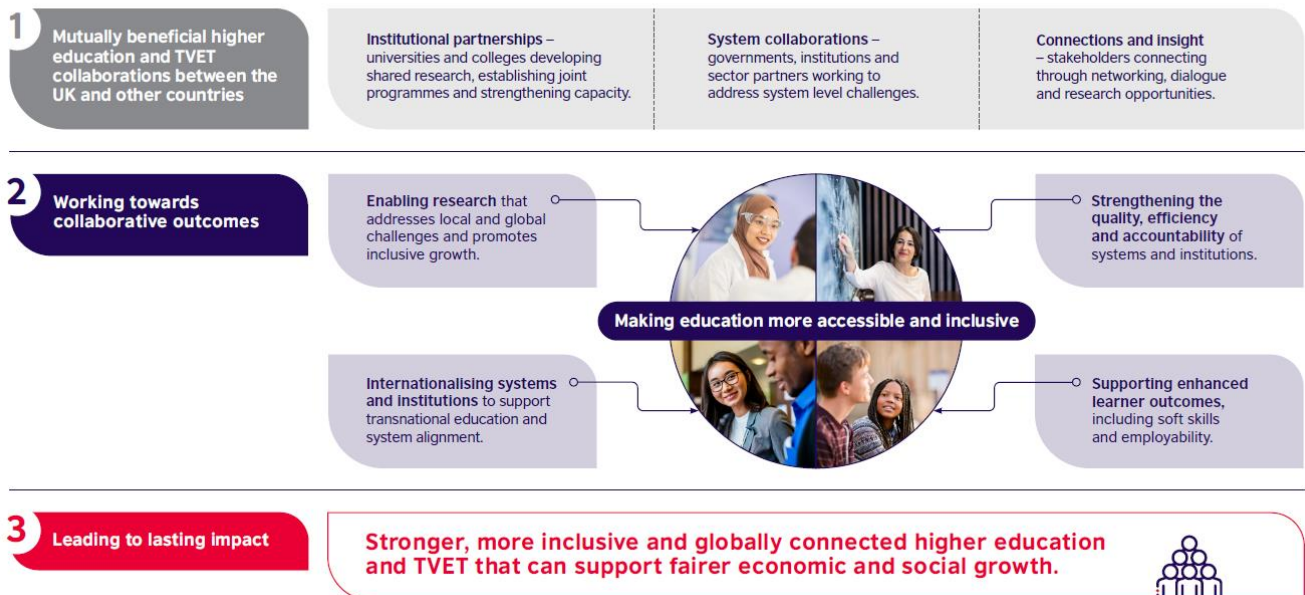 1
Mutually beneficial higher
education and TVET
collaborations between the
UK and other countries
Institutional partnerships –
universities and colleges developing
shared research, establishing joint
programmes and strengthening capacity.
System collaborations –
governments, institutions and
sector partners working to
address system level challenges.
Connections and insight
– stakeholders connecting
through networking, dialogue
and research opportunities.
2
Working towards
collaborative outcomes
Enabling research that
addresses local and global
challenges and promotes
inclusive growth.
Strengthening the
quality, efficiency
and accountability of
systems and institutions.
Making education more accessible and inclusive
Internationalising systems
and institutions to support
transnational education and
system alignment.
Supporting enhanced
learner outcomes,
including soft skills
and employability.
3
Leading to lasting impact
Stronger, more inclusive and globally connected higher education
and TVET that can support fairer economic and social growth.